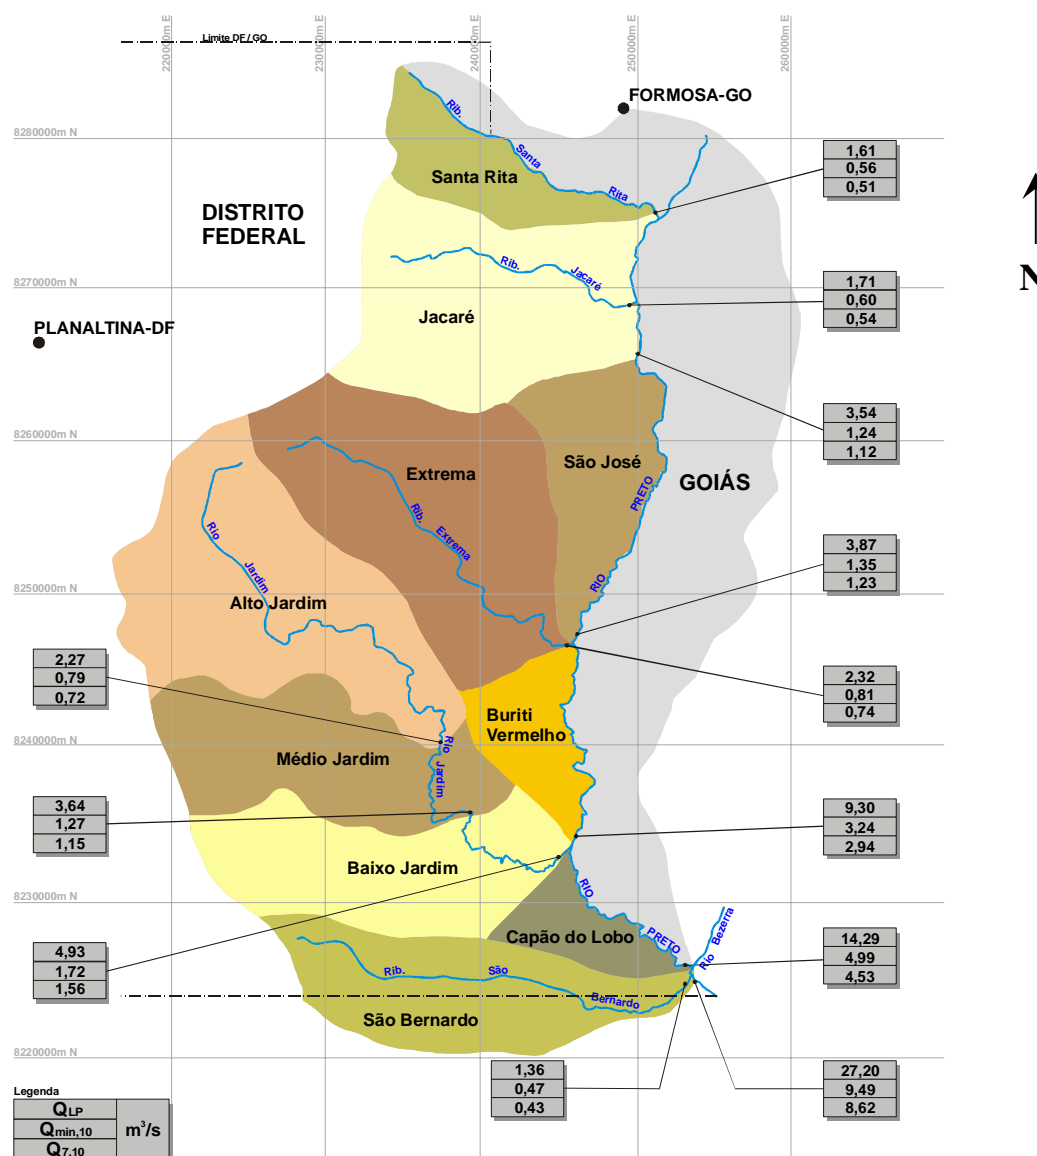 220000m E
230000m E
240000m E
250000m E
260000m E
Limite DF/GO
FORMOSA-GO
8280000m N
Rib.
Santa
Rita
Santa Rita
1,61
0,56
0,51
DISTRITO
FEDERAL
N
Rib.
Jacaré
8270000m N
1,71
0,60
0,54
Jacaré
PLANALTINA-DF
3,54
1,24
1,12
8260000m N
Extrema
São José
GOIÁS
PRETO
Rib.
Extrema
Rio
Jardim
3,87
1,35
1,23
RIO
8250000m N
Alto Jardim
2,27
0,79
0,72
2,32
0,81
0,74
Buriti
Vermelho
8240000m N
Rio
Jardim
Médio Jardim
3,64
1,27
1,15
9,30
3,24
2,94
Baixo Jardim
RIO
8230000m N
Capão do Lobo
PRETO
Rio Bezerra
14,29
4,99
4,53
4,93
1,72
1,56
Rib.
São
Bernardo
São Bernardo
8220000m N
1,36
0,47
0,43
27,20
9,49
8,62
Legenda
QLP
Qmin,10
Q7,10
m³/s